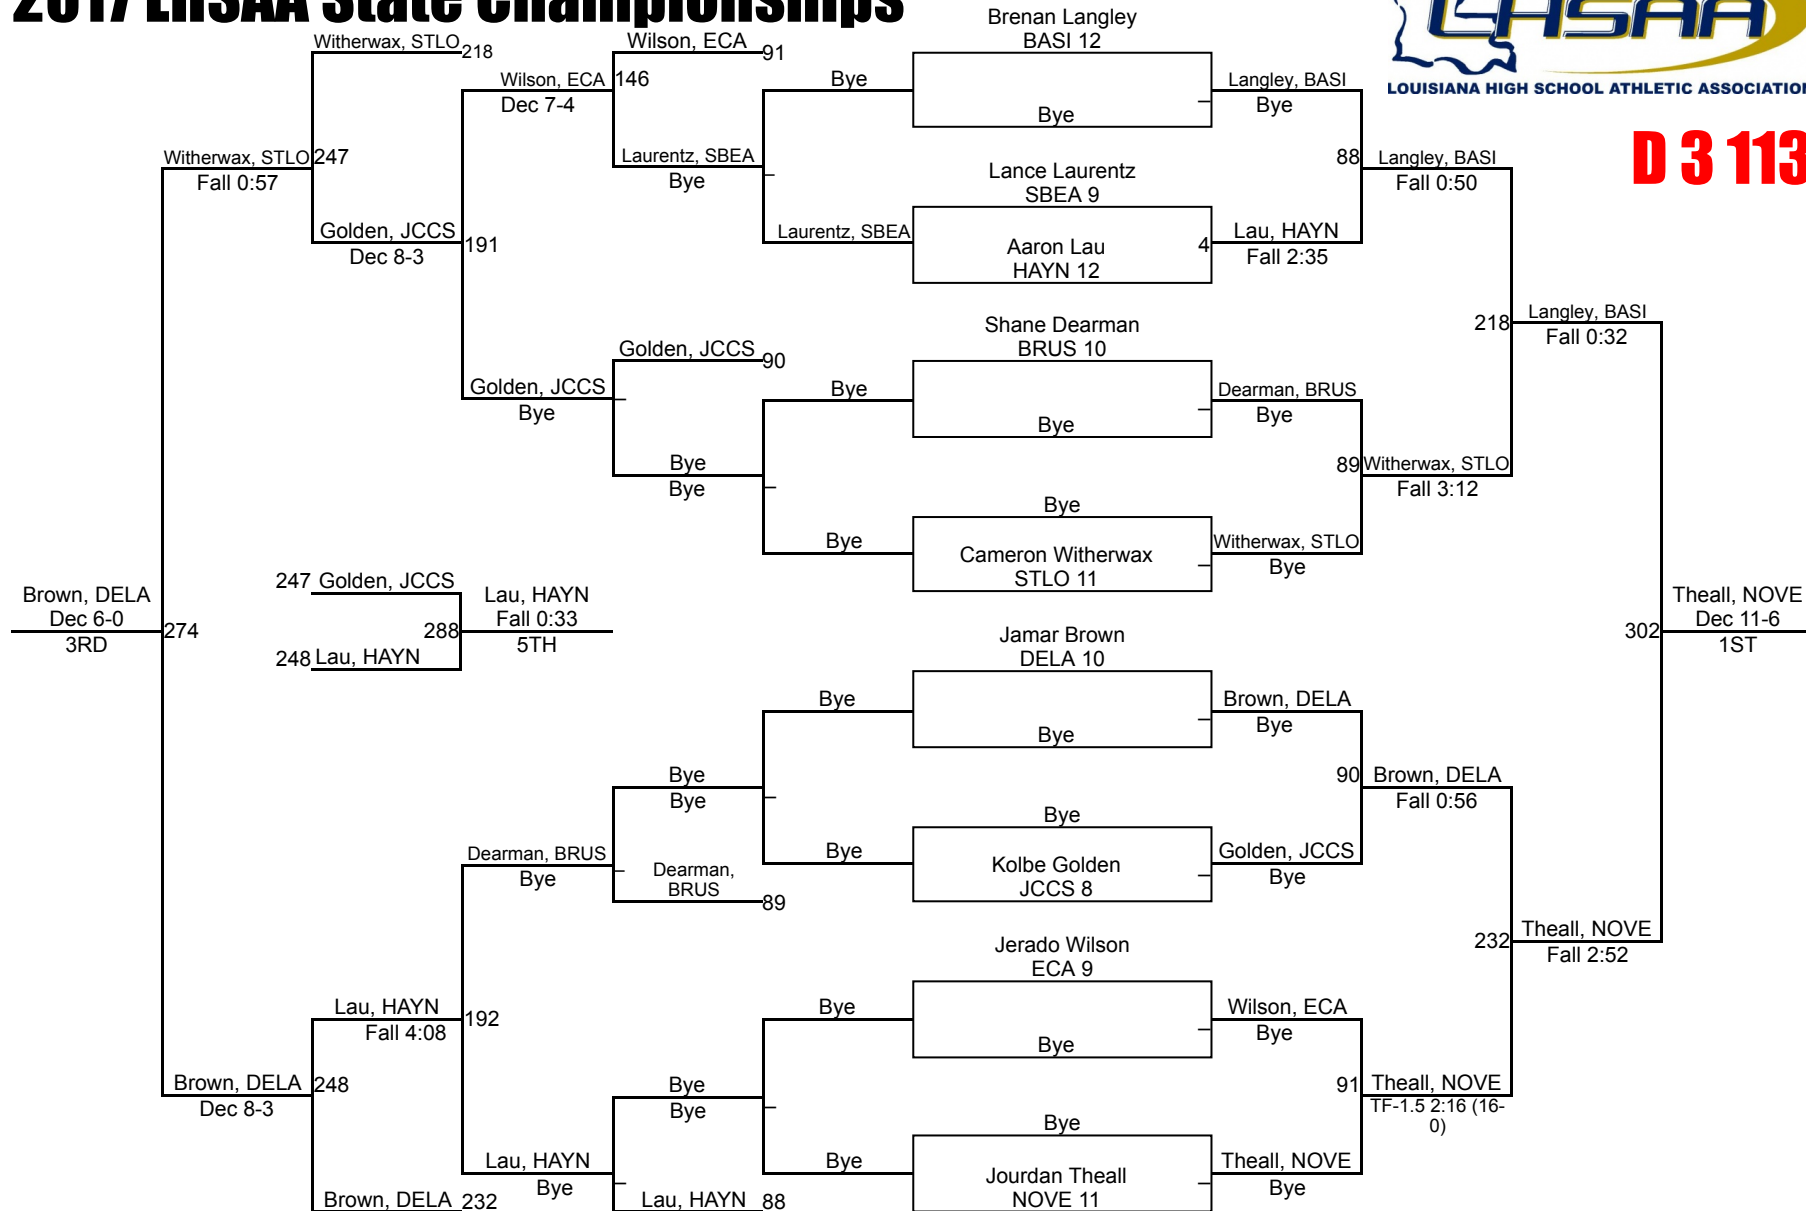 2017 LHSAA State Championships
LHSAA
LOUISIANA HIGH SCHOOL ATHLETIC ASSOCIATIO
D 3 113
Witherwax, STLO
218
Witherwax, STLO
247
Fall 0:57
Golden, JCCS
Dec 8-3
191
Wilson, ECA
Dec 7-4
146
Wilson, ECA
91
Laurentz, SBEA
Bye
Bye
Laurentz, SBEA
Golden, JCCS
Bye
Golden, JCCS
90
Bye
Bye
Bye
Bye
Brown, DELA
Dec 6-0
3RD
274
247 Golden, JCCS
288
248 Lau, HAYN
Lau, HAYN
Fall 0:33
5TH
Bye
Bye
Bye
Bye
Dearman, BRUS
Bye
Dearman,
BRUS
89
Lau, HAYN
Fall 4:08
192
Brown, DELA
Dec 8-3
248
Brown, DELA
232
Bye
Bye
Bye
Bye
Lau, HAYN
Bye
Lau, HAYN
88
Brenan Langley
BASI 12
Bye
Lance Laurentz
SBEA 9
Aaron Lau
HAYN 12
4
Shane Dearman
BRUS 10
Bye
Bye
Cameron Witherwax
STLO 11
Jamar Brown
DELA 10
Bye
Bye
Kolbe Golden
JCCS 8
Jerado Wilson
ECA 9
Bye
Bye
Jourdan Theall
NOVE 11
Langley, BASI
Bye
88
Langley, BASI
Fall 0:50
Lau, HAYN
Fall 2:35
218
Langley, BASI
Fall 0:32
Dearman, BRUS
Bye
89
Witherwax, STLO
Fall 3:12
Witherwax, STLO
Bye
302
Theall, NOVE
Dec 11-6
1ST
Brown, DELA
Bye
90
Brown, DELA
Fall 0:56
Golden, JCCS
Bye
232
Theall, NOVE
Fall 2:52
Wilson, ECA
Bye
91
Theall, NOVE
TF-1.5 2:16 (16-
0)
Theall, NOVE
Bye